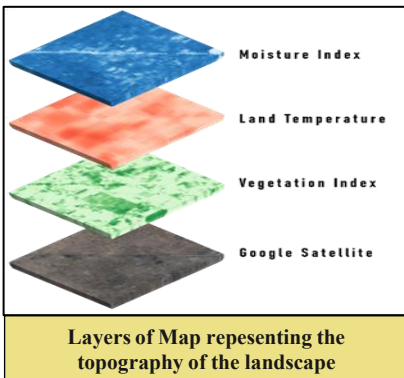 Moisture Index
Land Temperature
Vegetation Index
Google Satellite
Layers of Map repesenting the
topography of the landscape